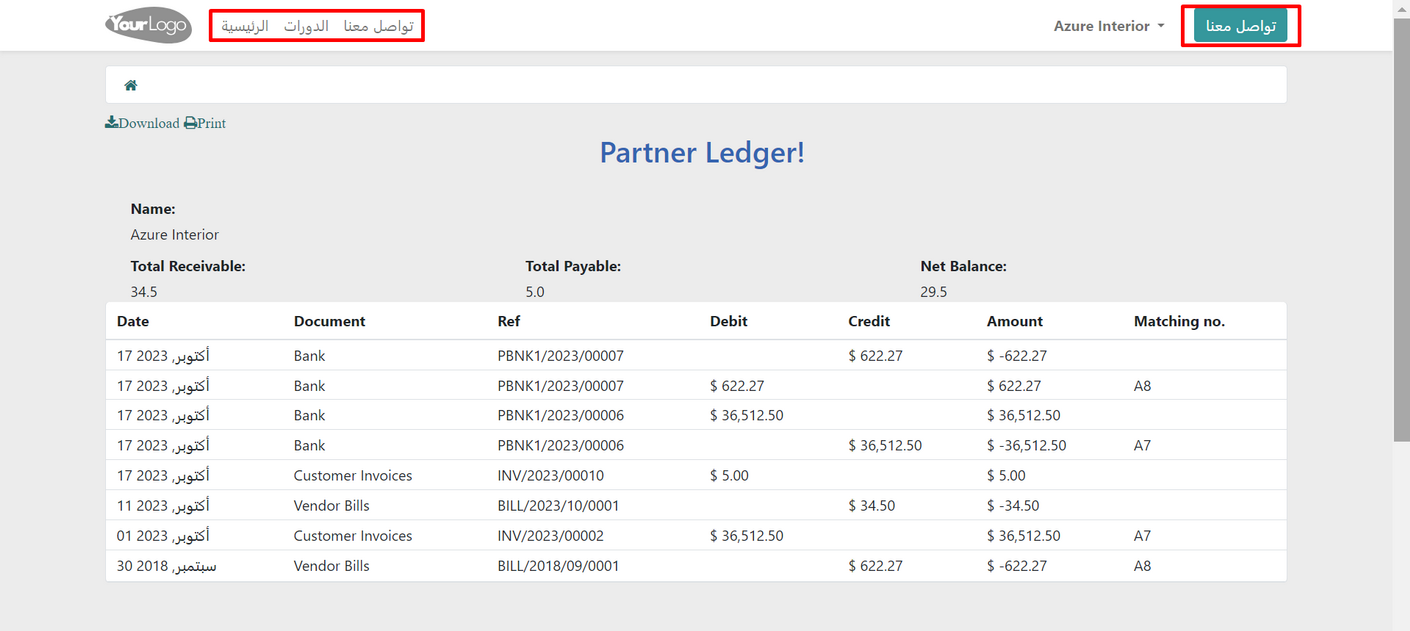 YourLogo الرئيسية الدورات تواصل معنا Azure Interior تواصل معنا
Download Print
Partner Ledger!
Name:
Azure Interior
Total Receivable: Total Payable: Net Balance:
34.5 5.0 29.5
Date Document Ref Debit Credit Amount Matching no.
17 أكتوبر, 2023 Bank PBNK1/2023/00007 $ 622.27 $ -622.27
17 أكتوبر, 2023 Bank PBNK1/2023/00007 $ 622.27 $ 622.27 A8
17 أكتوبر, 2023 Bank PBNK1/2023/00006 $ 36,512.50 $ 36,512.50
17 أكتوبر, 2023 Bank PBNK1/2023/00006 $ 36,512.50 $ -36,512.50 A7
17 أكتوبر, 2023 Customer Invoices INV/2023/00010 $ 5.00 $ 5.00
11 أكتوبر, 2023 Vendor Bills BILL/2023/10/0001 $ 34.50 $ -34.50
01 أكتوبر, 2023 Customer Invoices INV/2023/00002 $ 36,512.50 $ 36,512.50 A7
30 سبتمبر, 2018 Vendor Bills BILL/2018/09/0001 $ 622.27 $ -622.27 A8